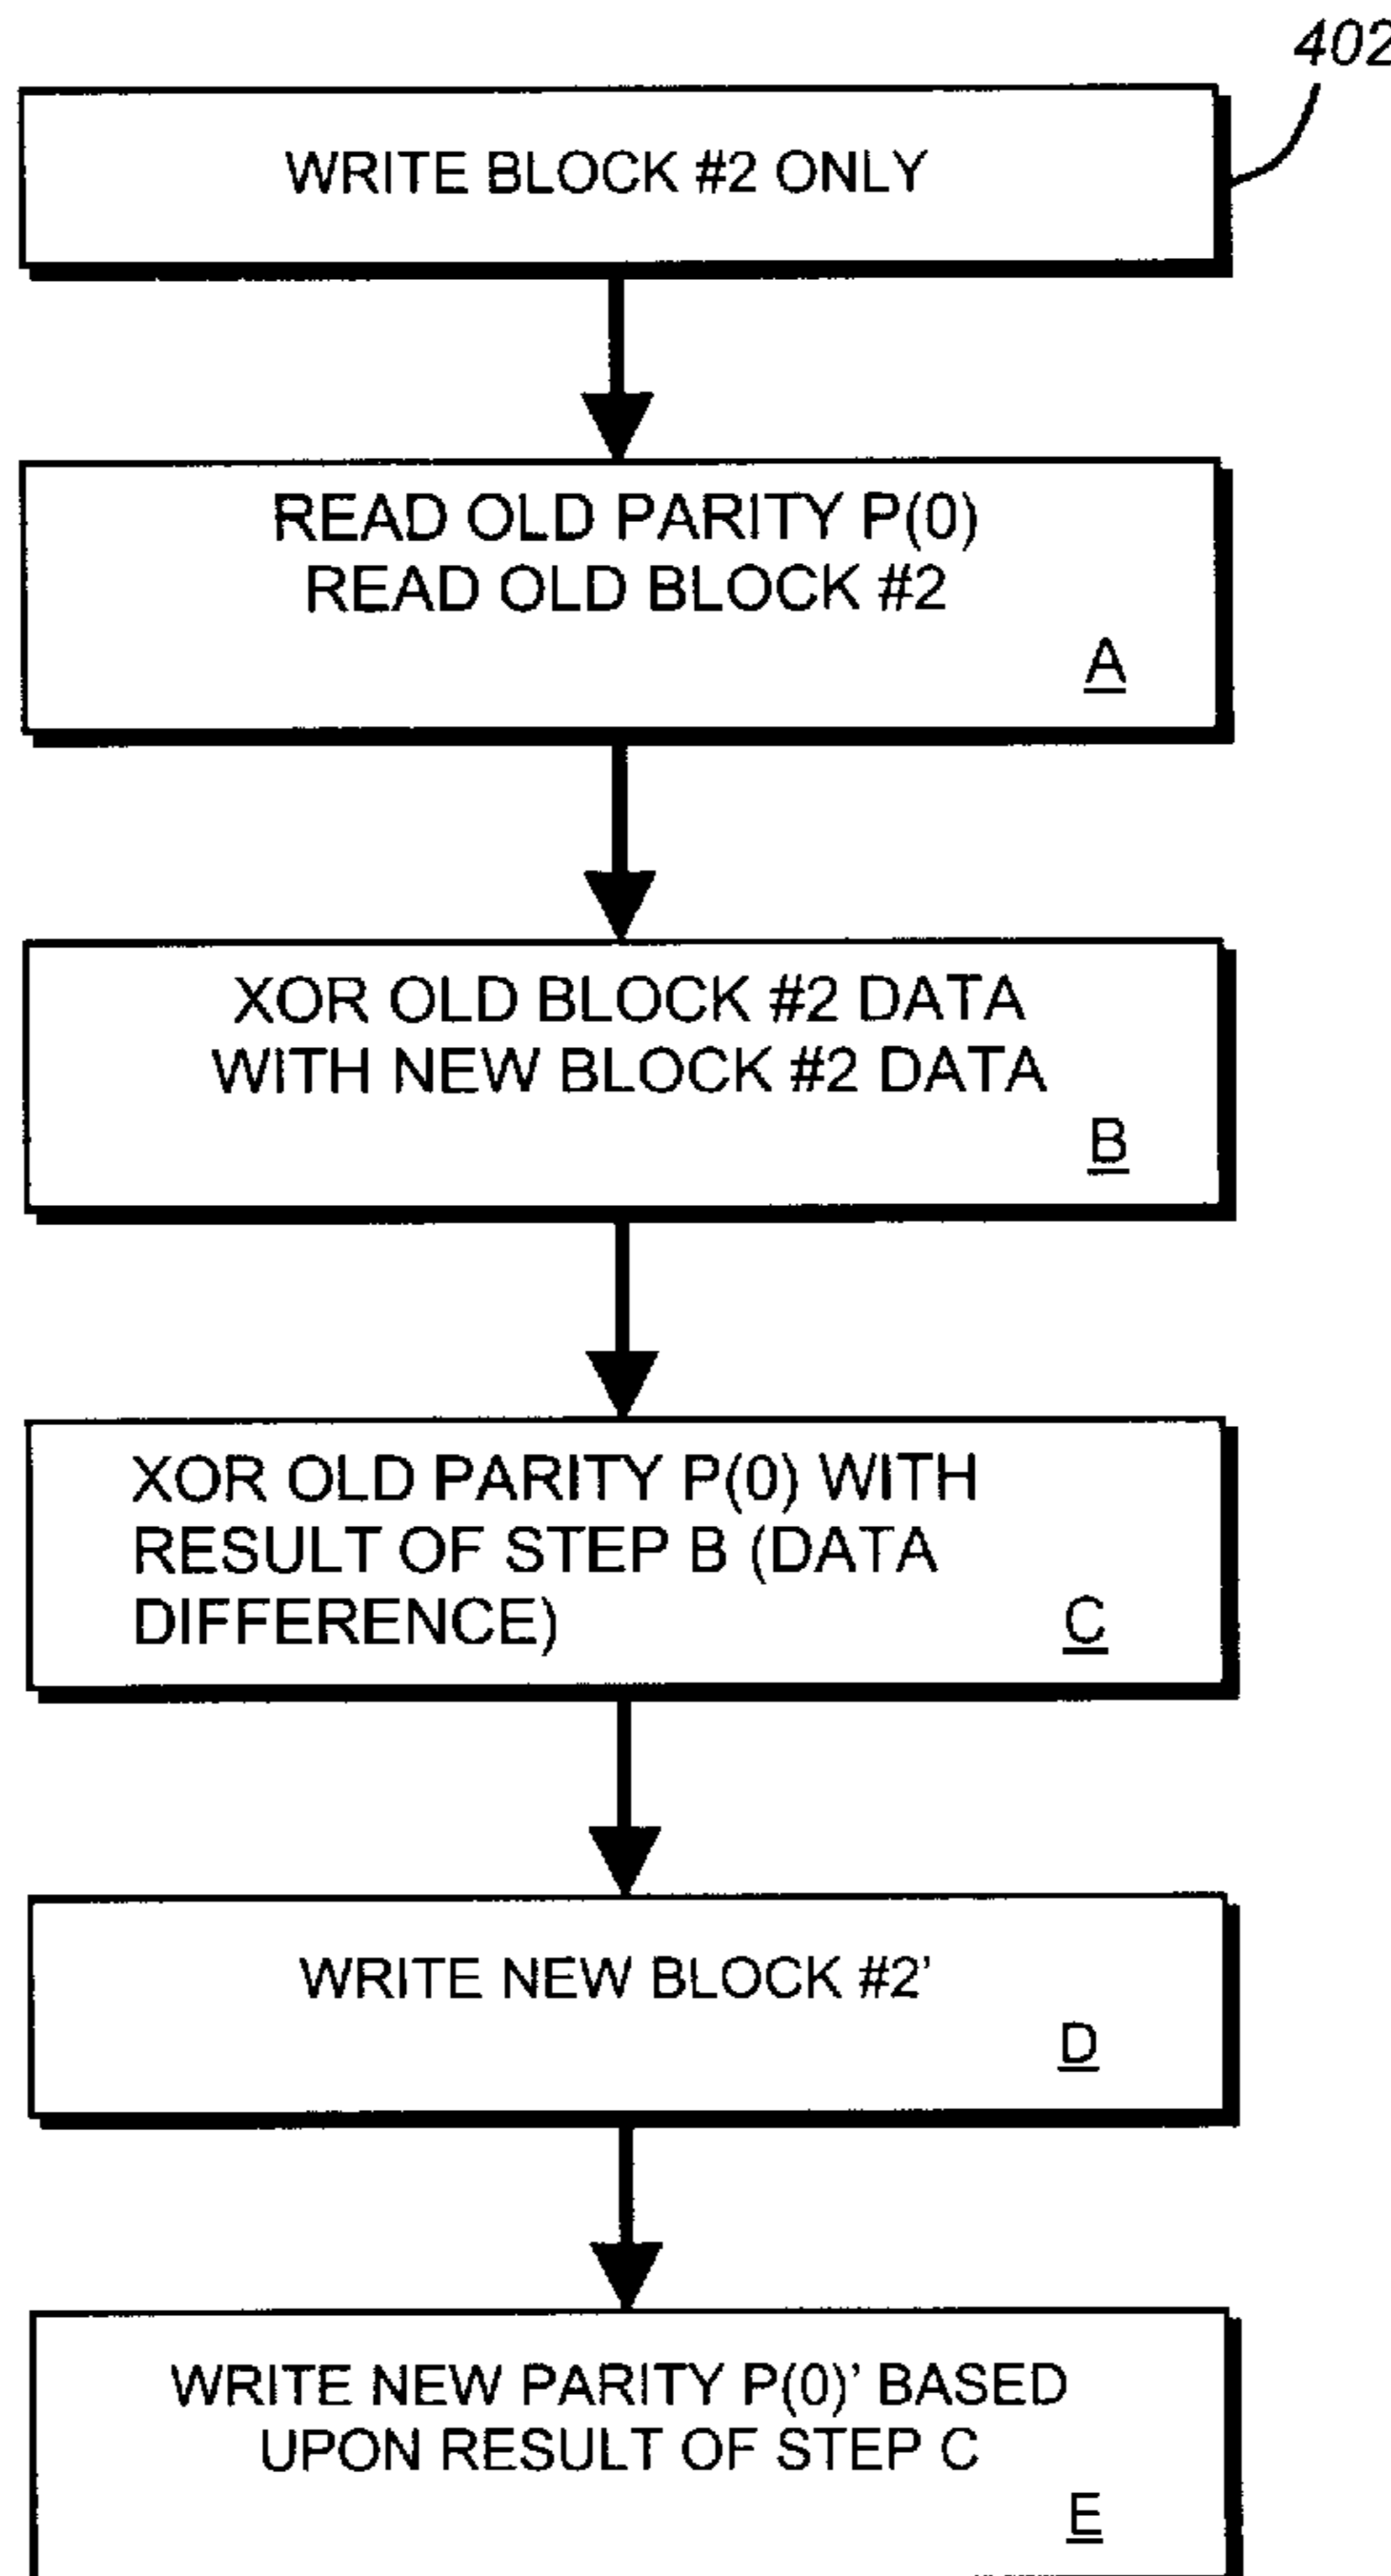 402
WRITE BLOCK #2 ONLY
READ OLD PARITY P(0)
READ OLD BLOCK #2
A
XOR OLD BLOCK #2 DATA
WITH NEW BLOCK #2 DATA
B
XOR OLD PARITY P(0) WITH
RESULT OF STEP B (DATA
DIFFERENCE)
C
WRITE NEW BLOCK #2’
D
WRITE NEW PARITY P(0)’ BASED
UPON RESULT OF STEP C
E